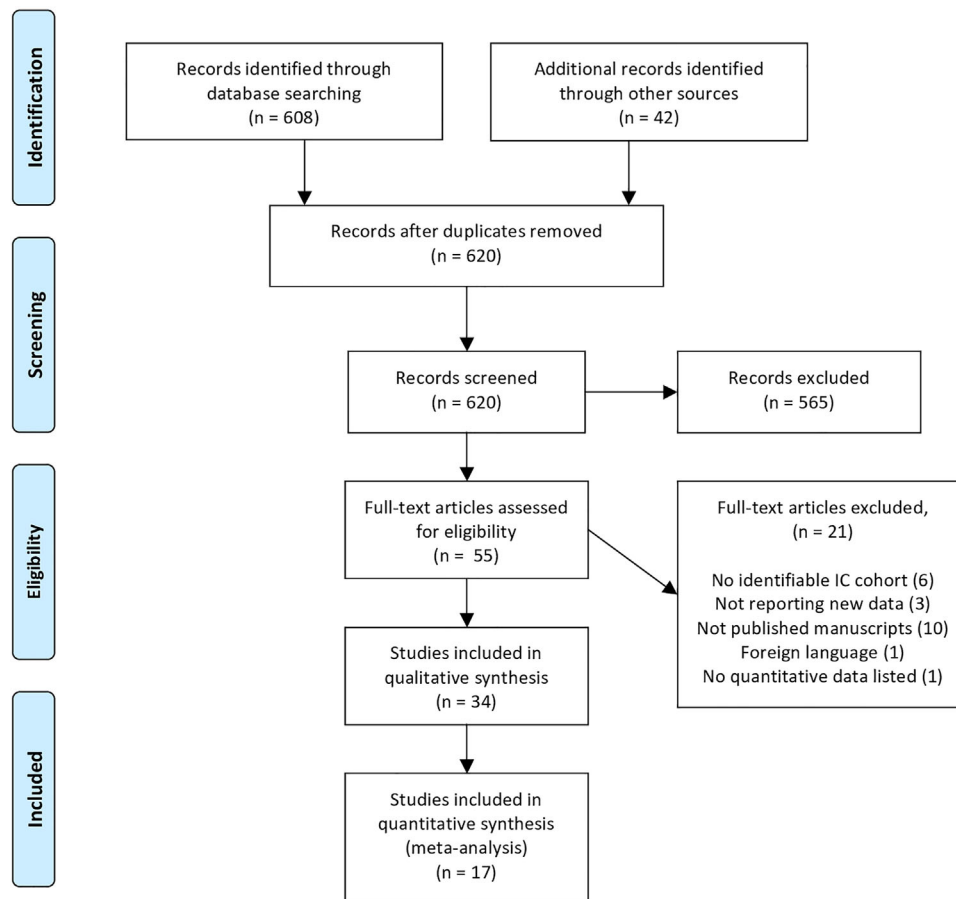 Identification
Records identified through
database searching
(n = 608)
Additional records identified
through other sources
(n = 42)
Records after duplicates removed
(n = 620)
Screening
Records screened
(n = 620)
Records excluded
(n = 565)
Eligibility
Full-text articles assessed
for eligibility
(n = 55)
Full-text articles excluded,
(n = 21)
No identifiable IC cohort (6)
Not reporting new data (3)
Not published manuscripts (10)
Foreign language (1)
No quantitative data listed (1)
Studies included in
qualitative synthesis
(n = 34)
Included
Studies included in
quantitative synthesis
(meta-analysis)
(n = 17)